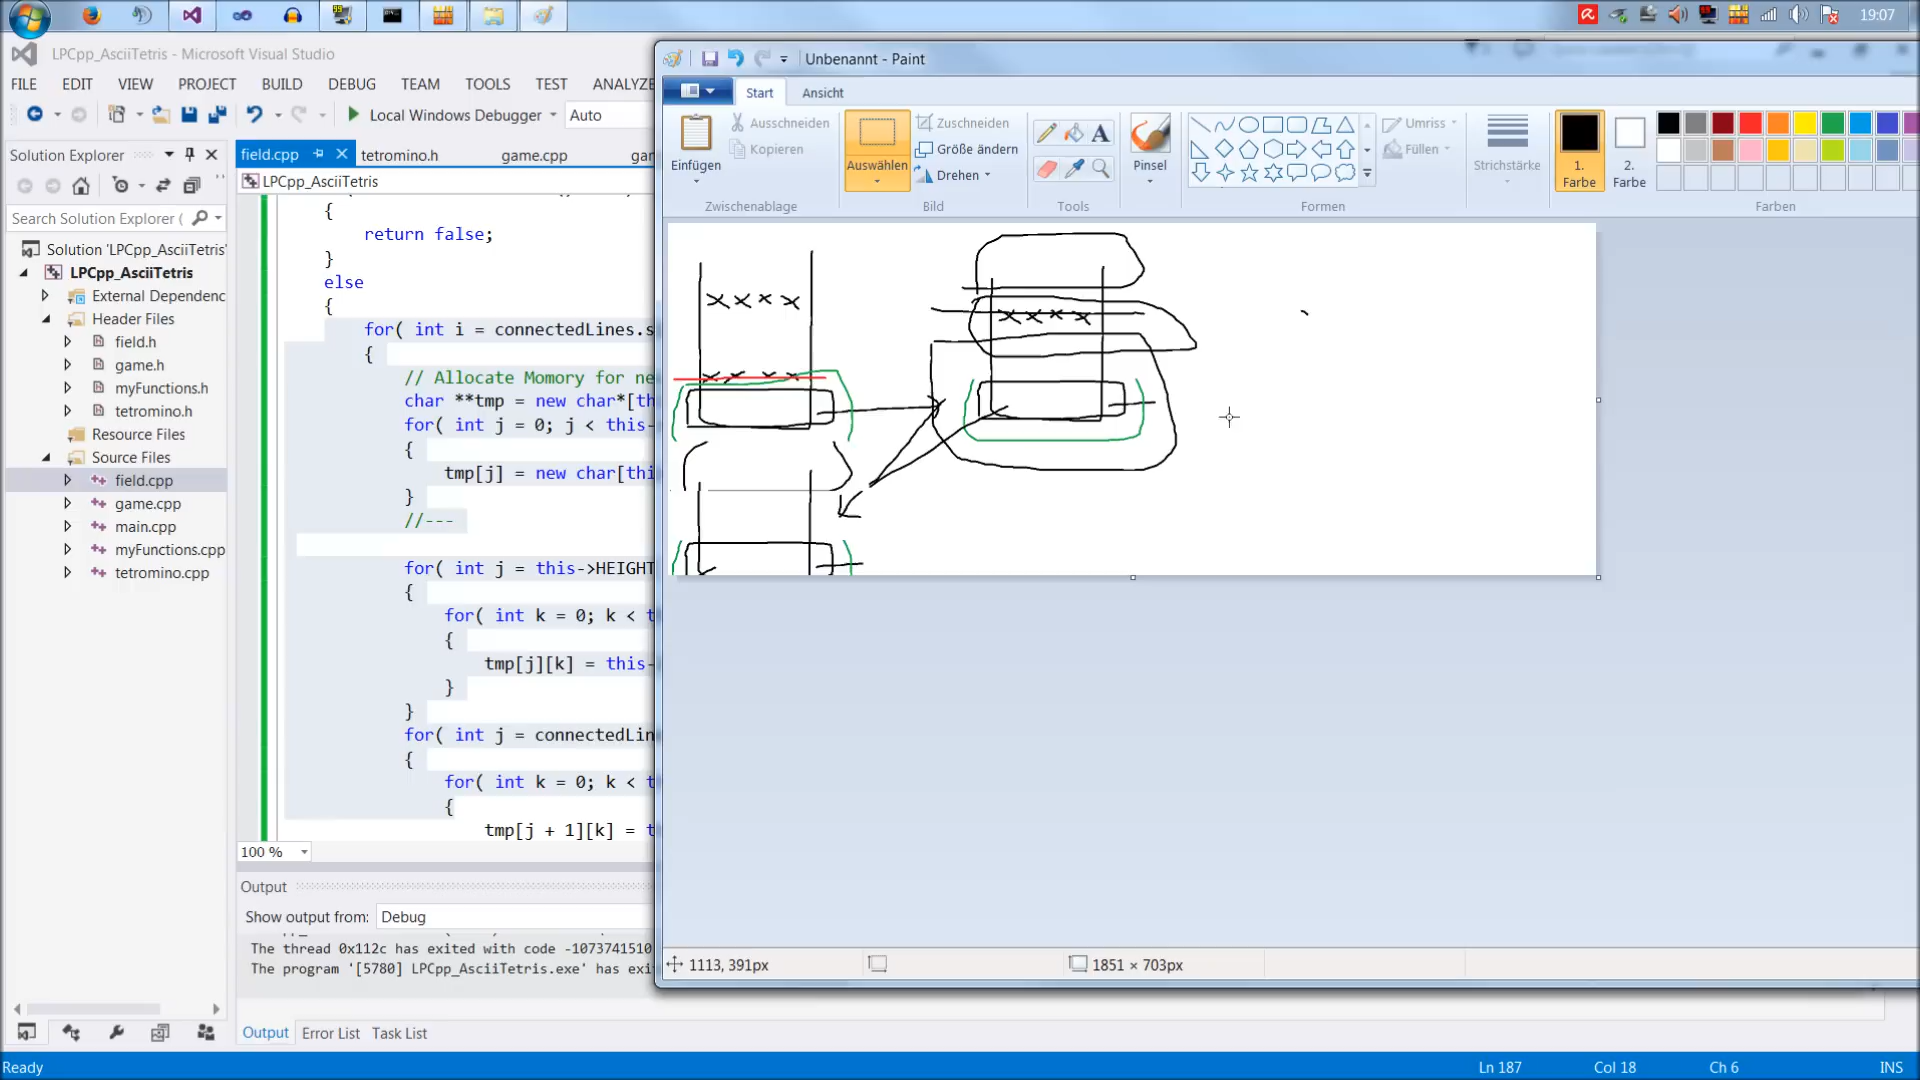 19:07
LPCpp_AsciiTetris - Microsoft Visual Studio
FILE EDIT VIEW PROJECT BUILD DEBUG TEAM TOOLS TEST ANALYZE
Local Windows Debugger Auto
Solution Explorer
Search Solution Explorer (
Solution 'LPCpp_AsciiTetris'
LPCpp_AsciiTetris
External Dependenc
Header Files
field.h
game.h
myFunctions.h
tetromino.h
Resource Files
Source Files
field.cpp
game.cpp
main.cpp
myFunctions.cpp
tetromino.cpp
field.cpp tetromino.h game.cpp
LPCpp_AsciiTetris
{
return false;
}
else
{
for( int i = connectedLines.s
{
// Allocate Momory for ne
char **tmp = new char*[th
for( int j = 0; j < this-
{
tmp[j] = new char[thi
}
//---
for( int j = this->HEIGHT
{
for( int k = 0; k < t
{
tmp[j][k] = this-
}
}
for( int j = connectedLin
{
for( int k = 0; k < t
{
tmp[j + 1][k] = t
100 %
Output
Show output from: Debug
The thread 0x112c has exited with code -1073741510
The program '[5780] LPCpp_AsciiTetris.exe' has exi
Output Error List Task List
Ready
Ln 187 Col 18 Ch 6 INS
Unbenannt - Paint
Start Ansicht
Einfügen
Ausschneiden
Kopieren
Zwischenablage
Auswählen
Zuschneiden
Größe ändern
Drehen
Bild
A
Tools
Pinsel
Formen
Umriss
Füllen
Strichstärke
1. Farbe
2. Farbe
Farben
x x x x
x x x x
x x x x
1113, 391px
1851 × 703px